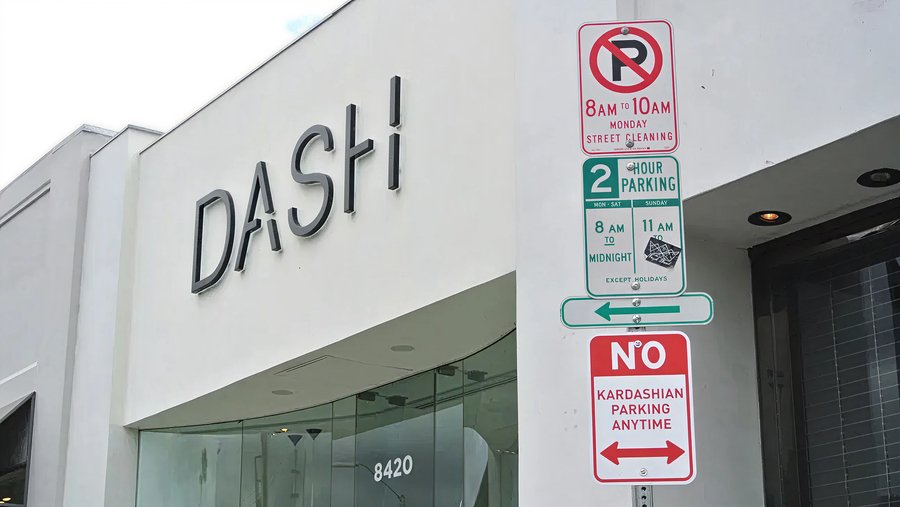 DASH
8420
P
8AM TO 10AM
MONDAY
STREET CLEANING
2 HOUR
PARKING
MON - SAT SUNDAY
8 AM 11 AM
TO TO
MIDNIGHT
EXCEPT HOLIDAYS
NO
KARDASHIAN
PARKING
ANYTIME